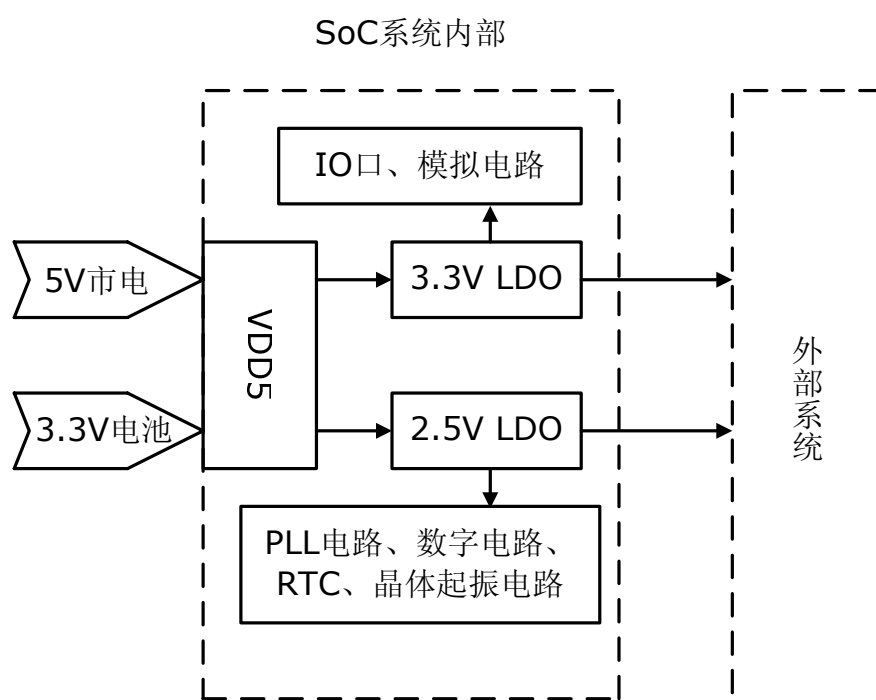 SoC系统内部
IO口、模拟电路
5V市电
3.3V LDO
VDD5
3.3V电池
2.5V LDO
外部系统
PLL电路、数字电路、
RTC、晶体起振电路